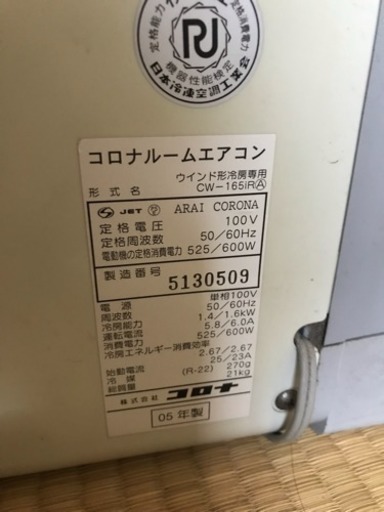 定格能力
定格消費電力
機器性能検定
日本冷凍空調工業会
コロナルームエアコン
ウインド形冷房専用
形式名 CW-165IRⒶ
JET ARAI CORONA
定格電圧 100V
定格周波数 50/60Hz
電動機の定格消費電力 525/600W
製造番号 5130509
電源 単相100V
周波数 50/60Hz
冷房能力 1.4/1.6kW
運転電流 5.8/6.0A
消費電力 525/600W
冷房エネルギー消費効率 2.67/2.67
始動電流 25/23A
冷媒 (R-22) 270g
総質量 21kg
株式会社 コロナ
05年製